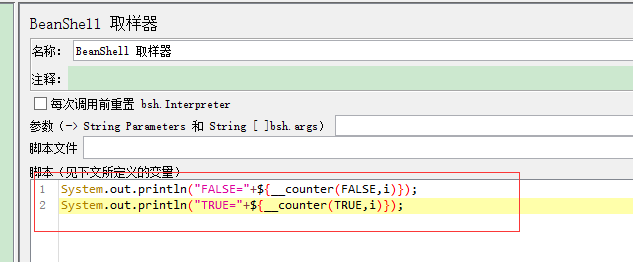 BeanShell 取样器
名称: BeanShell 取样器
注释:
每次调用前重置 bsh.Interpreter
参数 (-> String Parameters 和 String [ ]bsh.args)
脚本文件
脚本 (见下文所定义的变量)
1 System.out.println("FALSE="+${__counter(FALSE,i)});
2 System.out.println("TRUE="+${__counter(TRUE,i)});